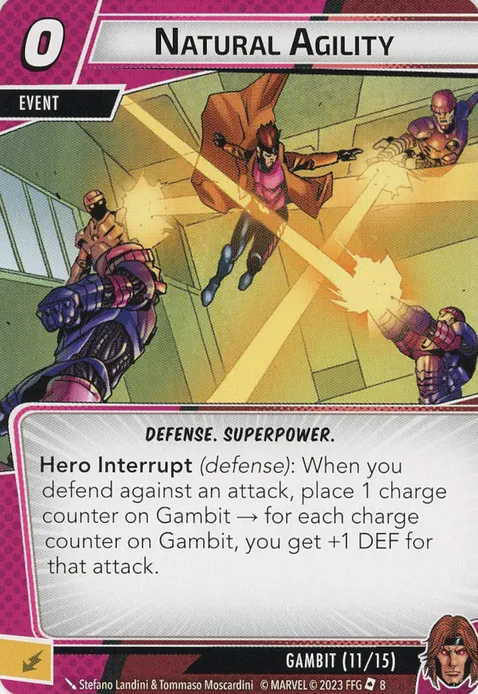 0
NATURAL AGILITY
EVENT
DEFENSE. SUPERPOWER.
Hero Interrupt (defense): When you
defend against an attack, place 1 charge
counter on Gambit → for each charge
counter on Gambit, you get +1 DEF for
that attack.
GAMBIT (11/15)
Stefano Landini & Tommaso Moscardini © MARVEL © 2023 FFG 8